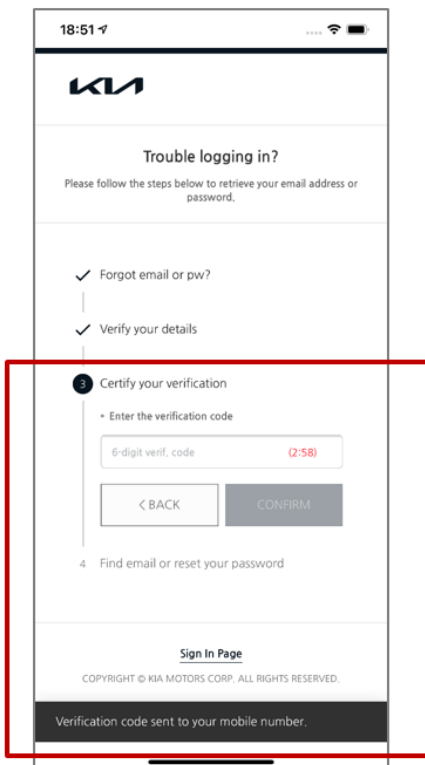 18:51
KIA
Trouble logging in?
Please follow the steps below to retrieve your email address or
password.
Forgot email or pw?
Verify your details
3 Certify your verification
• Enter the verification code
6-digit verif. code (2:58)
< BACK CONFIRM
4 Find email or reset your password
Sign In Page
COPYRIGHT © KIA MOTORS CORP. ALL RIGHTS RESERVED.
Verification code sent to your mobile number.